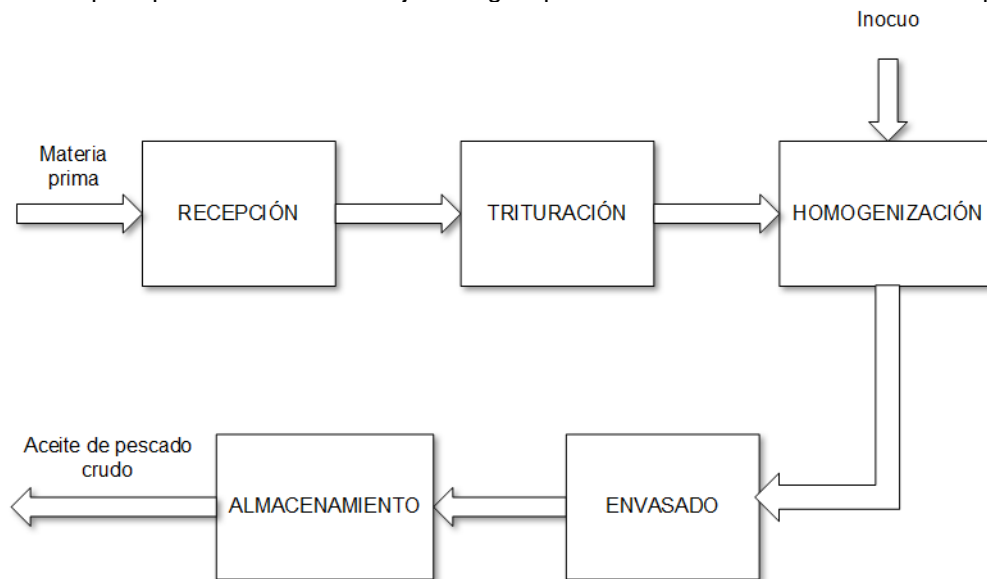 Inocuo
Materia
prima
RECEPCIÓN
TRITURACIÓN
HOMOGENIZACIÓN
Aceite de pescado
crudo
ALMACENAMIENTO
ENVASADO